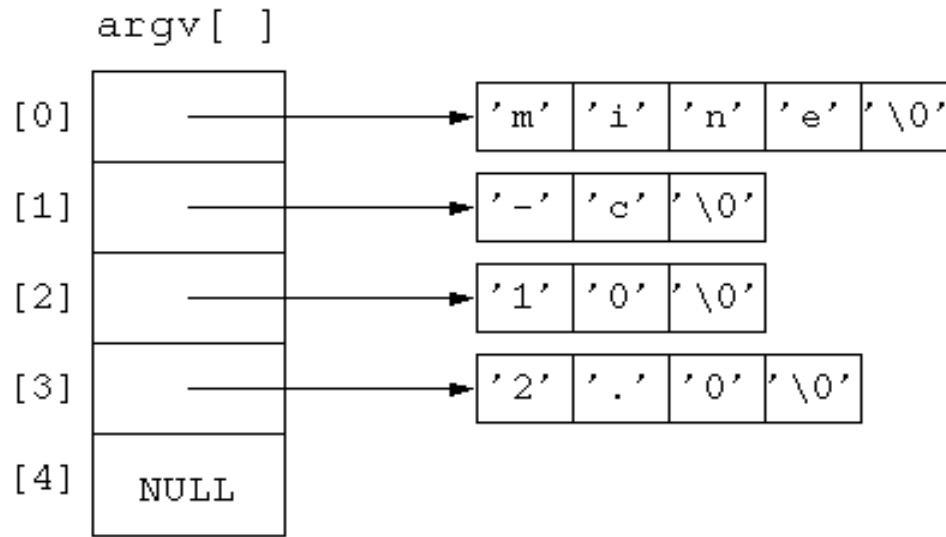 argv[ ]
[0] 'm' 'i' 'n' 'e' '\0'
[1] '-' 'c' '\0'
[2] '1' '0' '\0'
[3] '2' '.' '0' '\0'
[4] NULL